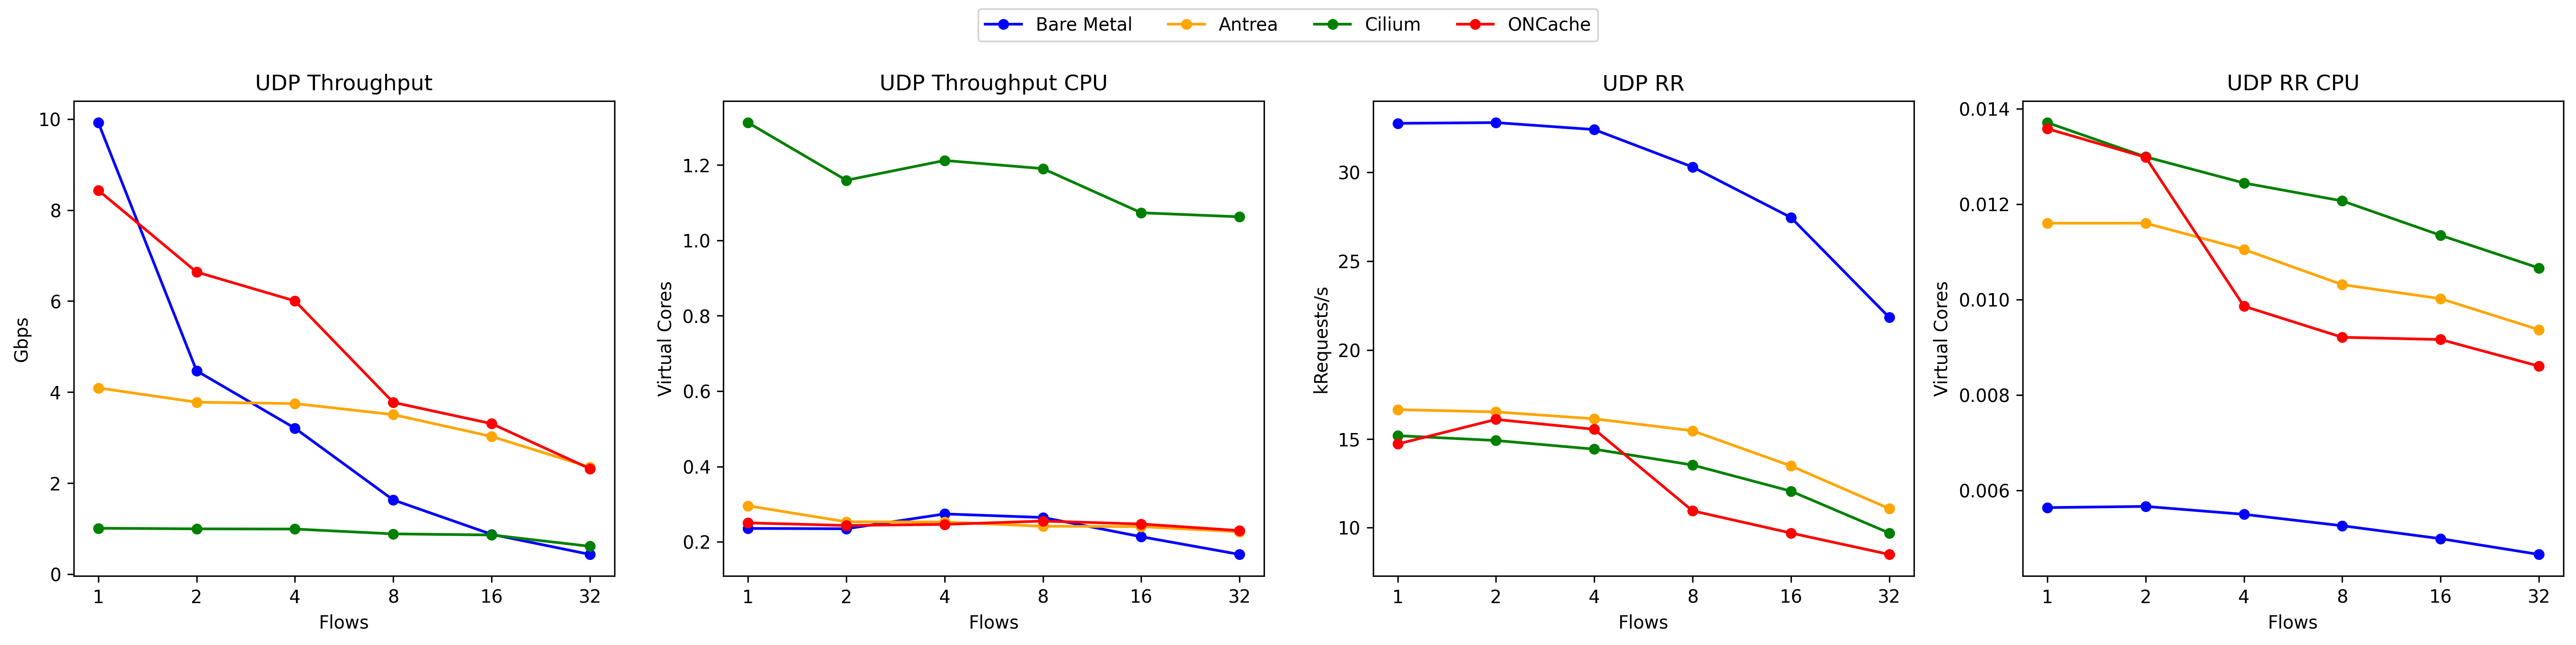 Bare Metal Antrea Cilium ONCache
UDP Throughput
10
8
6
4
2
0
Gbps
1 2 4 8 16 32
Flows
UDP Throughput CPU
1.2
1.0
0.8
0.6
0.4
0.2
Virtual Cores
1 2 4 8 16 32
Flows
UDP RR
30
25
20
15
10
kRequests/s
1 2 4 8 16 32
Flows
UDP RR CPU
0.014
0.012
0.010
0.008
0.006
Virtual Cores
1 2 4 8 16 32
Flows